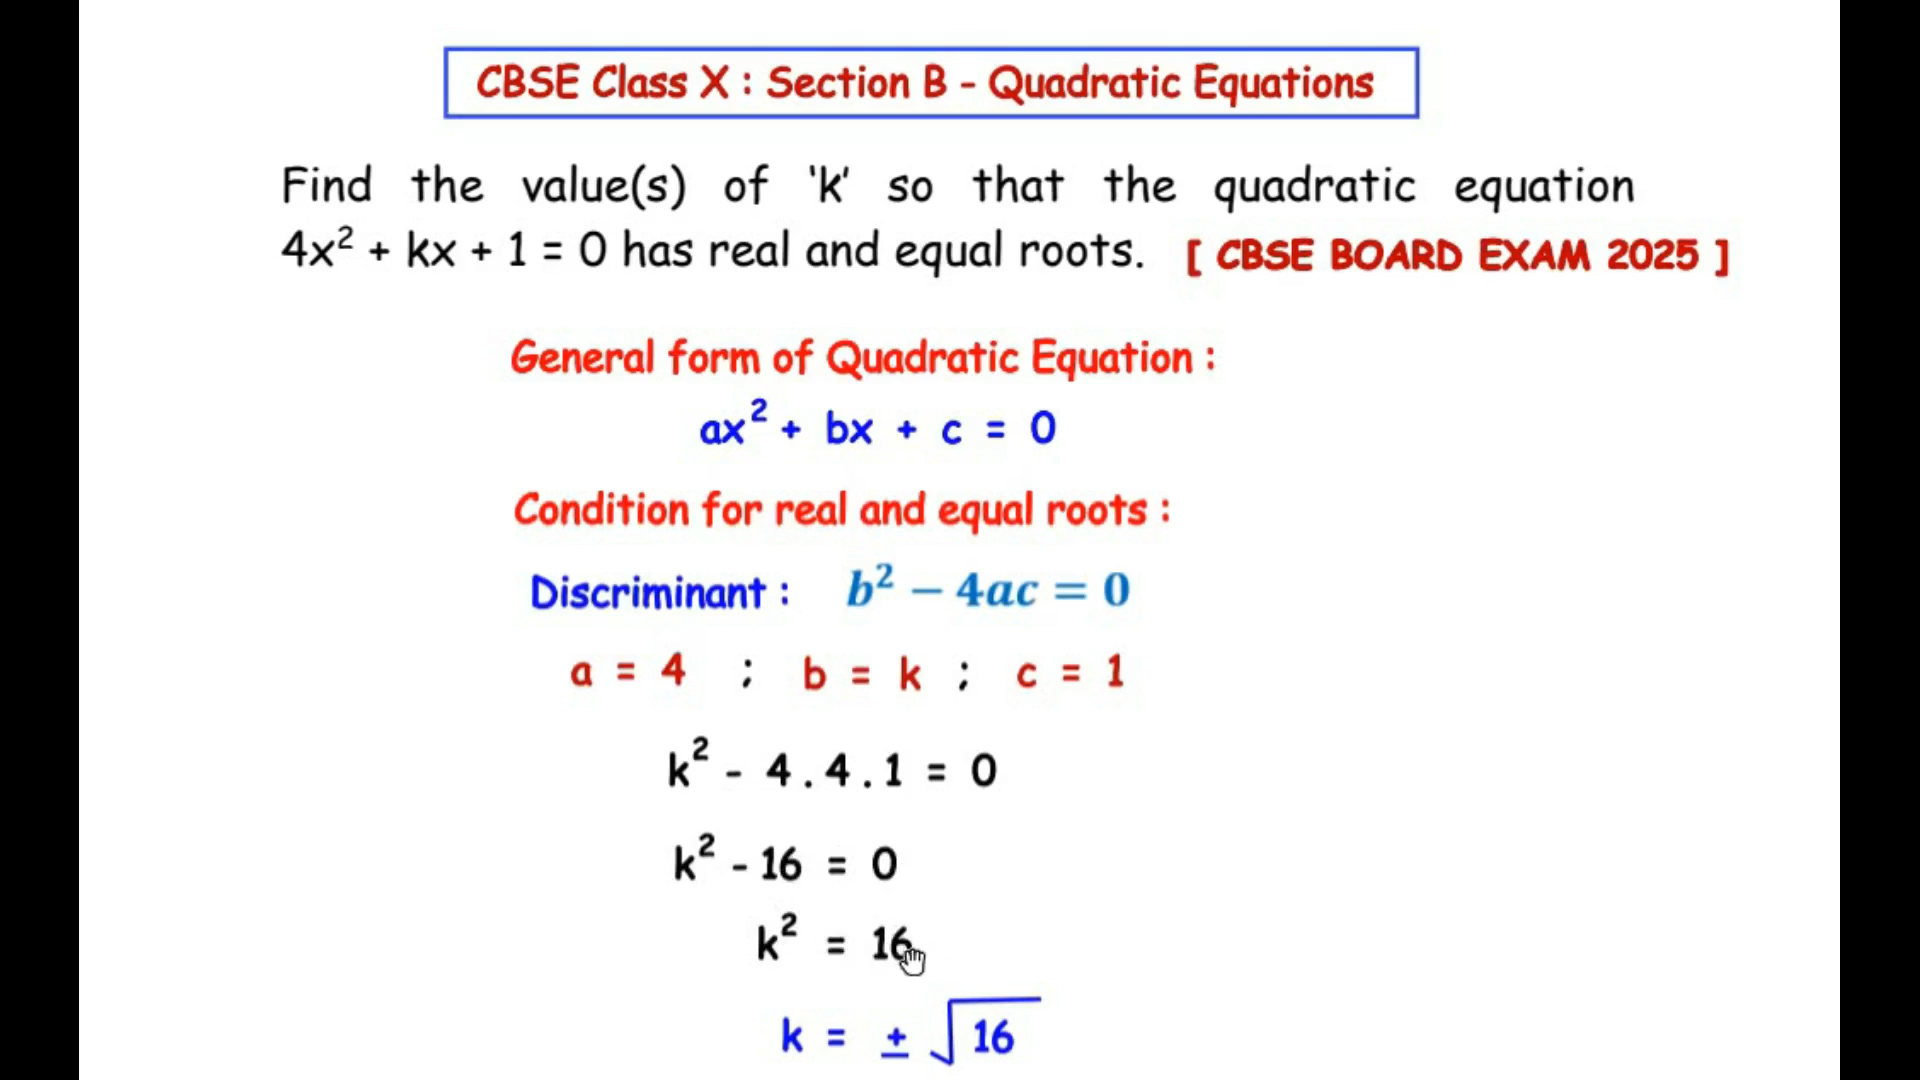 CBSE Class X : Section B - Quadratic Equations
Find the value(s) of 'k' so that the quadratic equation
4x² + kx + 1 = 0 has real and equal roots. [ CBSE BOARD EXAM 2025 ]
General form of Quadratic Equation :
ax² + bx + c = 0
Condition for real and equal roots :
Discriminant : b² − 4ac = 0
a = 4 ; b = k ; c = 1
k² - 4 . 4 . 1 = 0
k² - 16 = 0
k² = 16
k = ± √16